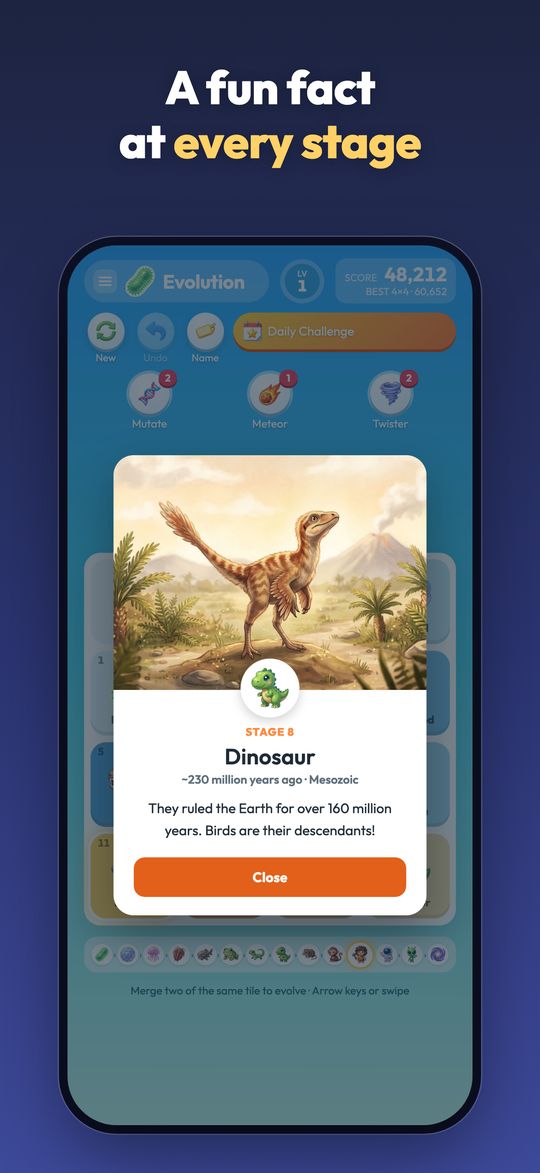 A fun fact
at every stage
Evolution
LV
1
SCORE 48,212
BEST 4×4 · 60,652
New
Undo
Name
Daily Challenge
2
1
2
Mutate
Meteor
Twister
1
5
11
STAGE 8
Dinosaur
~230 million years ago · Mesozoic
They ruled the Earth for over 160 million
years. Birds are their descendants!
Close
Merge two of the same tile to evolve · Arrow keys or swipe